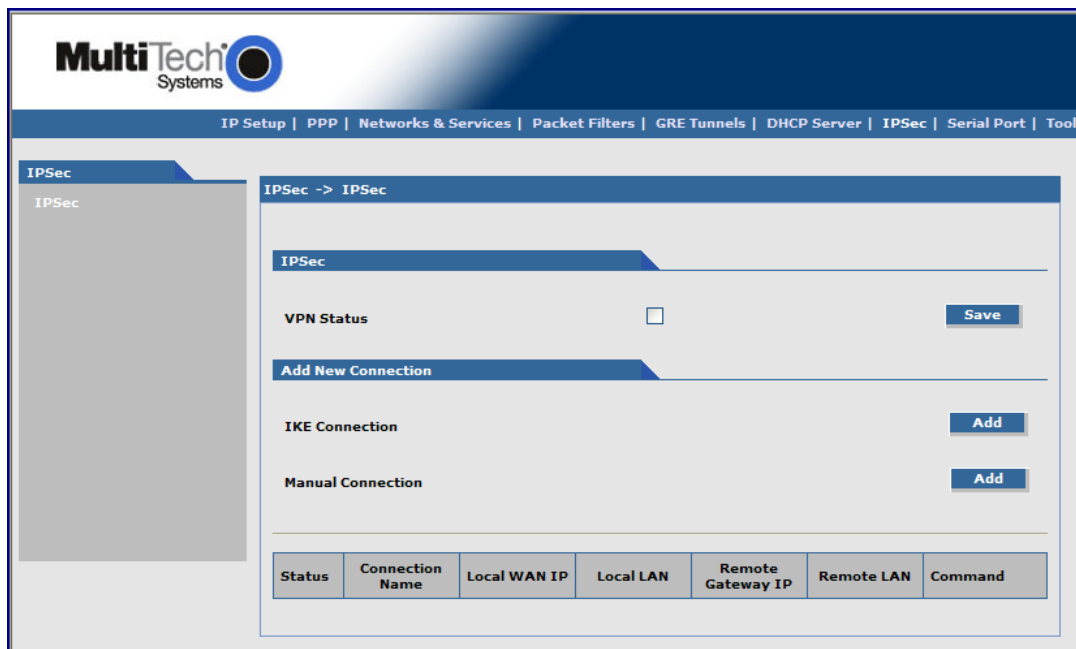 MultiTech
Systems
IP Setup | PPP | Networks & Services | Packet Filters | GRE Tunnels | DHCP Server | IPSec | Serial Port | Tool
IPSec
IPSec
IPSec -> IPSec
IPSec
VPN Status
Save
Add New Connection
IKE Connection
Add
Manual Connection
Add
Status
Connection
Name
Local WAN IP
Local LAN
Remote
Gateway IP
Remote LAN
Command